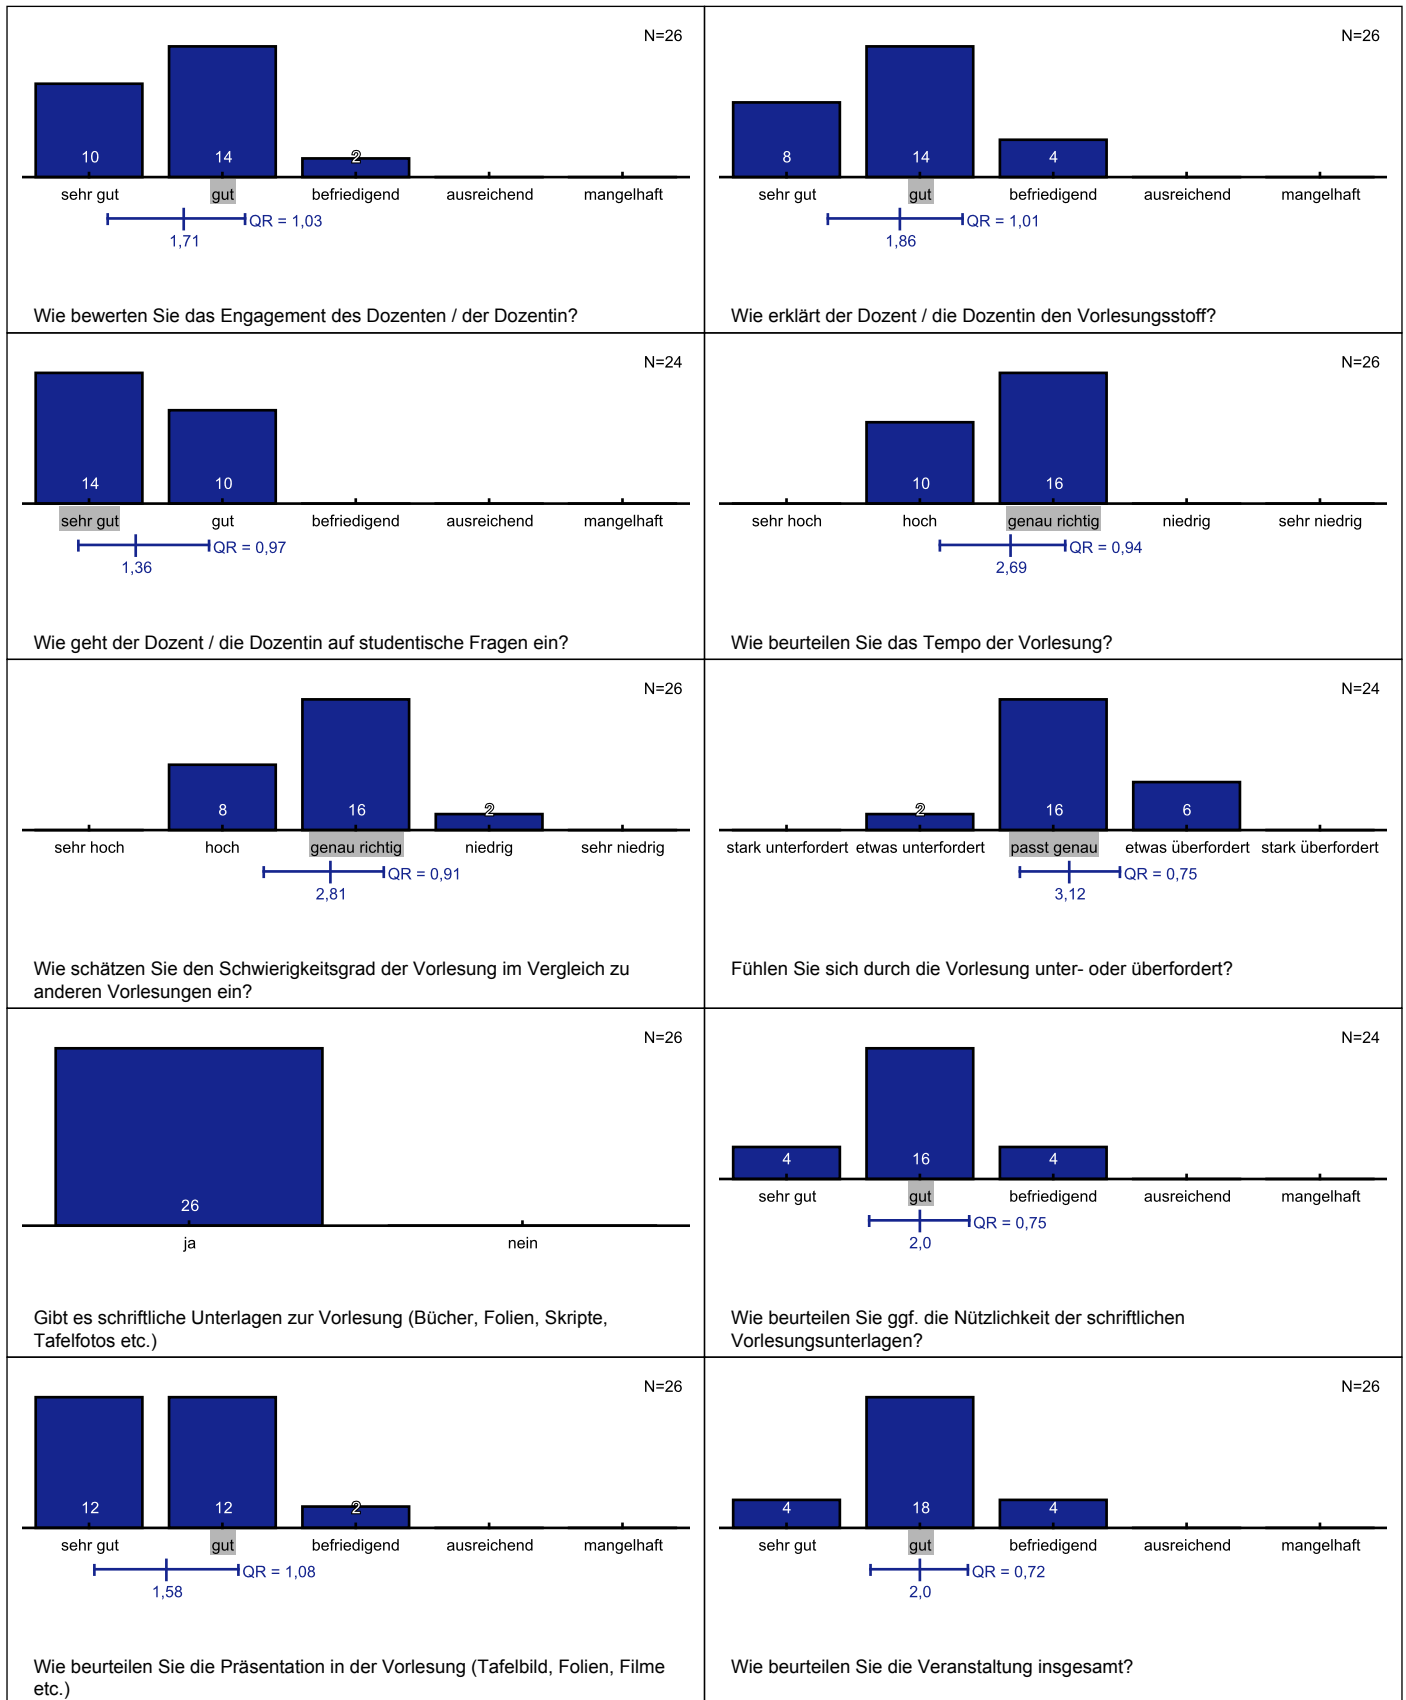 N=26
10
14
2
sehr gut
gut
befriedigend
ausreichend
mangelhaft
QR = 1,03
1,71
Wie bewerten Sie das Engagement des Dozenten / der Dozentin?
N=26
8
14
4
sehr gut
gut
befriedigend
ausreichend
mangelhaft
QR = 1,01
1,86
Wie erklärt der Dozent / die Dozentin den Vorlesungsstoff?
N=24
14
10
sehr gut
gut
befriedigend
ausreichend
mangelhaft
QR = 0,97
1,36
Wie geht der Dozent / die Dozentin auf studentische Fragen ein?
N=26
10
16
sehr hoch
hoch
genau richtig
niedrig
sehr niedrig
QR = 0,94
2,69
Wie beurteilen Sie das Tempo der Vorlesung?
N=26
8
16
2
sehr hoch
hoch
genau richtig
niedrig
sehr niedrig
QR = 0,91
2,81
Wie schätzen Sie den Schwierigkeitsgrad der Vorlesung im Vergleich zu
anderen Vorlesungen ein?
N=24
2
16
6
stark unterfordert
etwas unterfordert
passt genau
etwas überfordert
stark überfordert
QR = 0,75
3,12
Fühlen Sie sich durch die Vorlesung unter- oder überfordert?
N=26
26
ja
nein
Gibt es schriftliche Unterlagen zur Vorlesung (Bücher, Folien, Skripte,
Tafelfotos etc.)
N=24
4
16
4
sehr gut
gut
befriedigend
ausreichend
mangelhaft
QR = 0,75
2,0
Wie beurteilen Sie ggf. die Nützlichkeit der schriftlichen
Vorlesungsunterlagen?
N=26
12
12
2
sehr gut
gut
befriedigend
ausreichend
mangelhaft
QR = 1,08
1,58
Wie beurteilen Sie die Präsentation in der Vorlesung (Tafelbild, Folien, Filme
etc.)
N=26
4
18
4
sehr gut
gut
befriedigend
ausreichend
mangelhaft
QR = 0,72
2,0
Wie beurteilen Sie die Veranstaltung insgesamt?